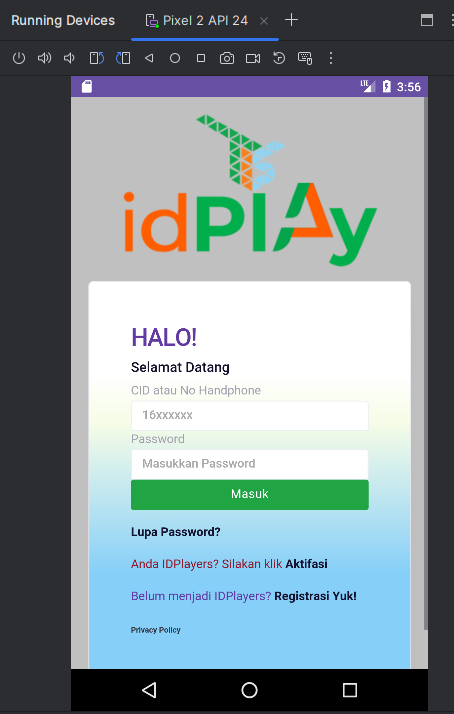 Running Devices
Pixel 2 API 24
LTE
3:56
idPlAy
HALO!
Selamat Datang
CID atau No Handphone
16xxxxxx
Password
Masukkan Password
Masuk
Lupa Password?
Anda IDPlayers? Silakan klik Aktifasi
Belum menjadi IDPlayers? Registrasi Yuk!
Privacy Policy